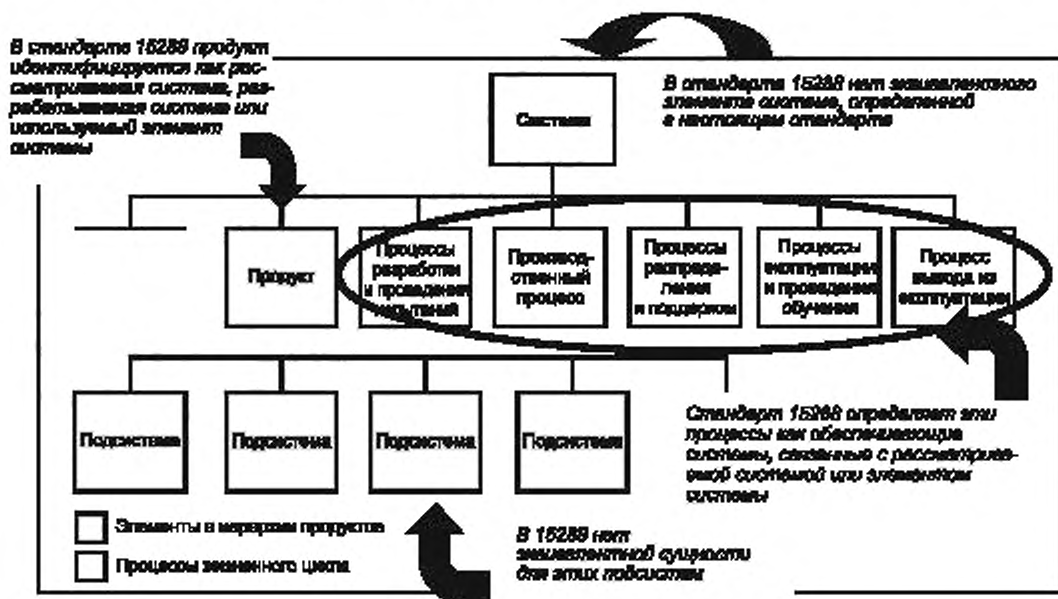 В стандарте 15288 продукт
идентифицируется как рас-
сматриваемая система, раз-
рабатываемая система или
используемый элемент
системы
В стандарте 15288 нет эквивалентного
элемента системе, определенной
в настоящем стандарте
Система
Продукт
Процессы
разработки
и проведения
испытаний
Производ-
ственный
процесс
Процессы
распреде-
ления
и поддержки
Процессы
эксплуатации
и проведения
обучения
Процесс
вывода из
эксплуатации
Подсистема
Подсистема
Подсистема
Подсистема
Стандарт 15288 определяет эти
процессы как обеспечивающие
системы, связанные с рассматрива-
емой системой или элементом
системы
Элементы в иерархии продуктов
Процессы жизненного цикла
В 15288 нет
эквивалентной сущности
для этих подсистем